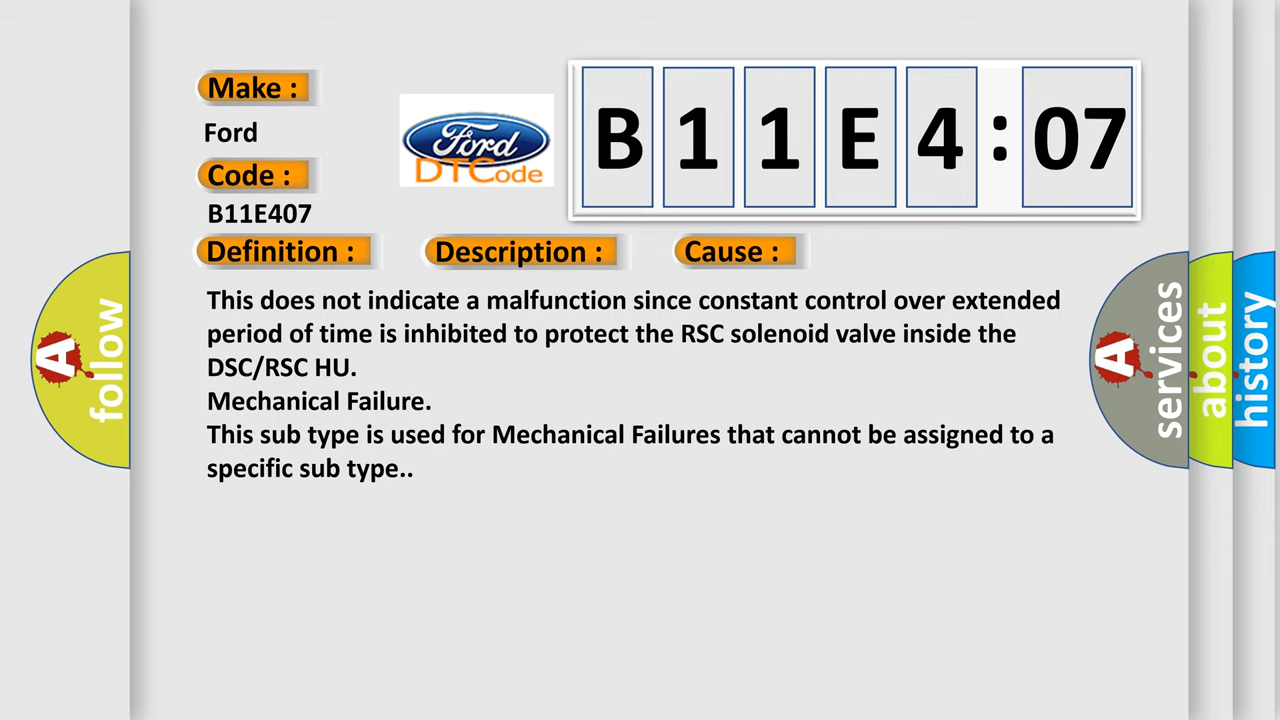 Make :
Ford
Code :
B11E407
Ford
DTCode
B11E4:07
Definition :
Description :
Cause :
This does not indicate a malfunction since constant control over extended
period of time is inhibited to protect the RSC solenoid valve inside the
DSC/RSC HU.
Mechanical Failure.
This sub type is used for Mechanical Failures that cannot be assigned to a
specific sub type..
A follow
A services
about
history